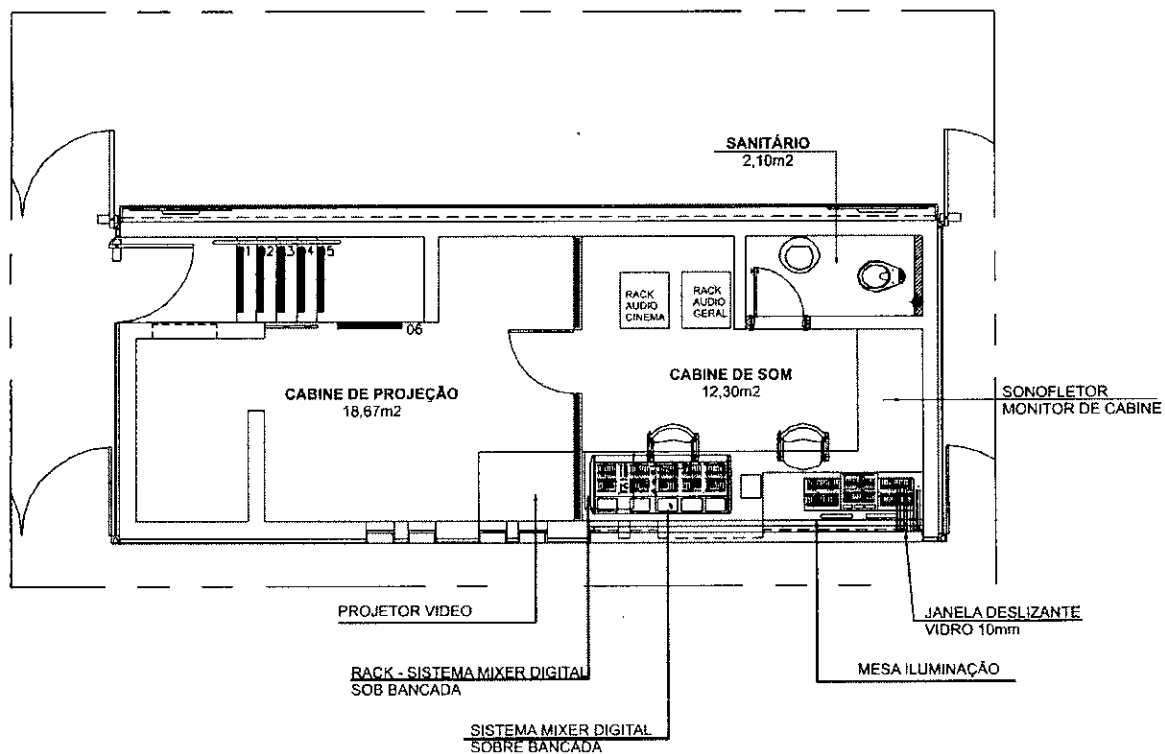 SANITÁRIO
2,10m2
1 2 3 4 5
06
RACK
AUDIO
CINEMA
RACK
AUDIO
GERAL
CABINE DE PROJEÇÃO
18,67m2
CABINE DE SOM
12,30m2
SONOFLETOR
MONITOR DE CABINE
PROJETOR VIDEO
JANELA DESLIZANTE
VIDRO 10mm
RACK - SISTEMA MIXER DIGITAL
SOB BANCADA
MESA ILUMINAÇÃO
SISTEMA MIXER DIGITAL
SOBRE BANCADA